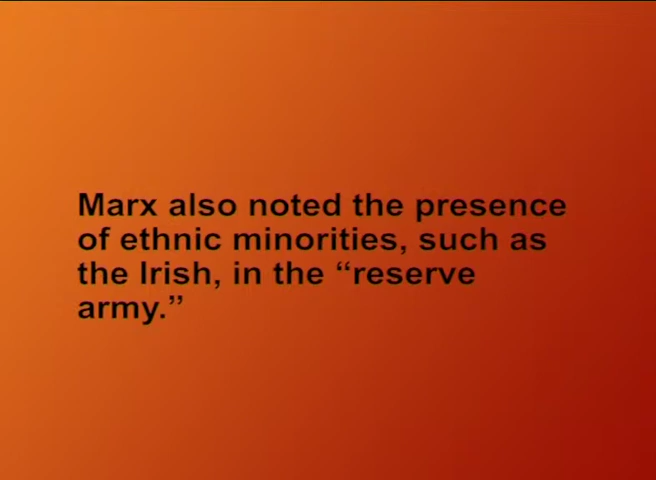 Marx also noted the presence
of ethnic minorities, such as
the Irish, in the “reserve
army.”